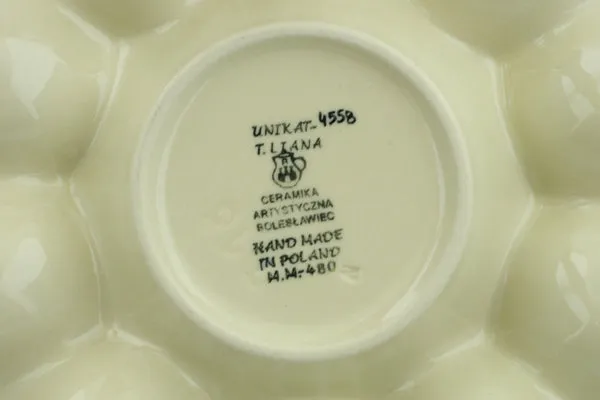 UNIKAT-4558
T. LIANA
CERAMIKA
ARTYSTYCZNA
BOLESŁAWIEC
HAND MADE
IN POLAND
M.M-480